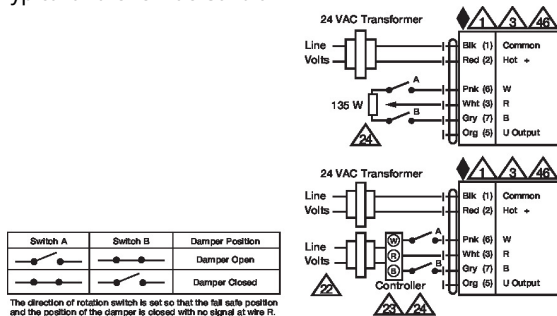 24 VAC Transformer
1 3 46
Line Volts
Blk (1) Common
Red (2) Hot +
A
Pnk (6) W
135 W
Wht (3) R
B
Gry (7) B
Org (5) U Output
24
24 VAC Transformer
1 3 46
Line Volts
Blk (1) Common
Red (2) Hot +
A
W
Pnk (6) W
Line Volts
R
Wht (3) R
B
B
Gry (7) B
Controller
Org (5) U Output
22
23 24
Switch A Switch B Damper Position
Damper Open
Damper Closed
The direction of rotation switch is set so that the fail safe position
and the position of the damper is closed with no signal at wire R.